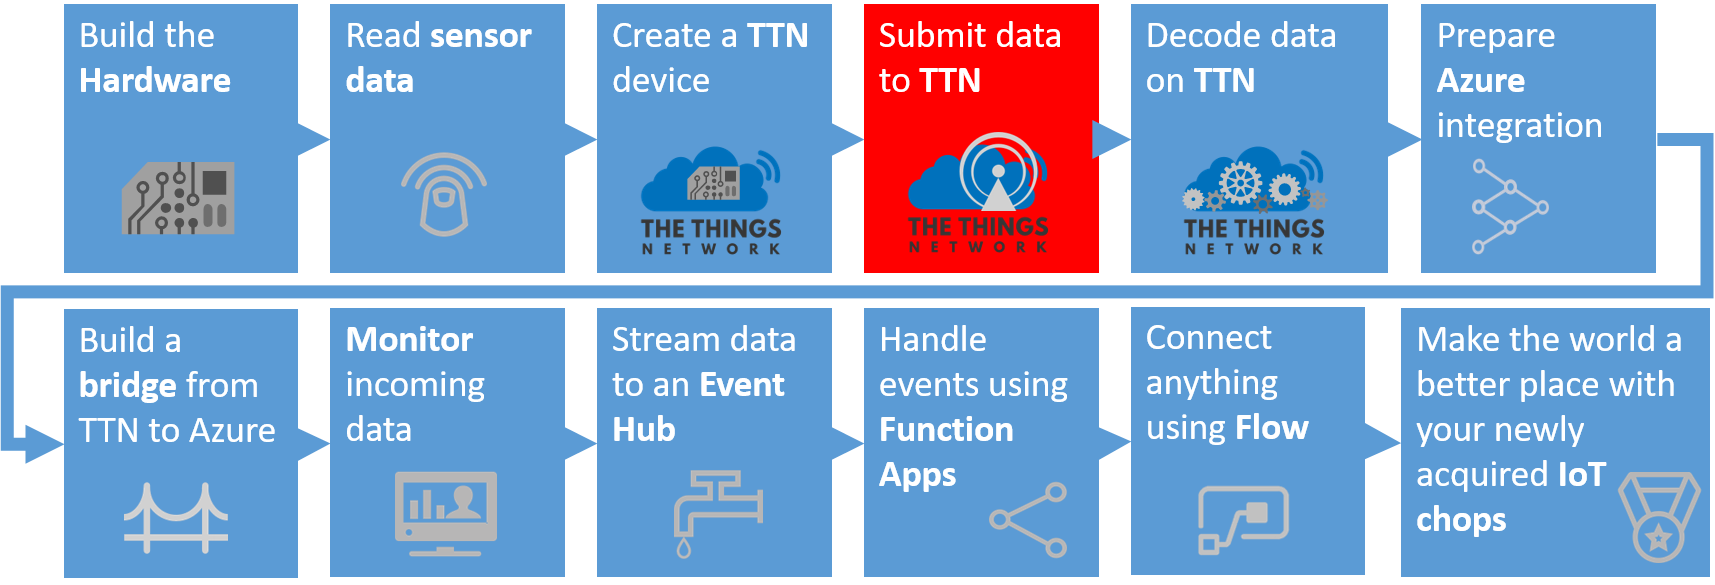 Build the
Hardware
Read sensor
data
Create a TTN
device
THE THINGS
NETWORK
Submit data
to TTN
THE THINGS
NETWORK
Decode data
on TTN
THE THINGS
NETWORK
Prepare
Azure
integration
Build a
bridge from
TTN to Azure
Monitor
incoming
data
Stream data
to an Event
Hub
Handle
events using
Function
Apps
Connect
anything
using Flow
Make the world a
better place with
your newly
acquired IoT
chops